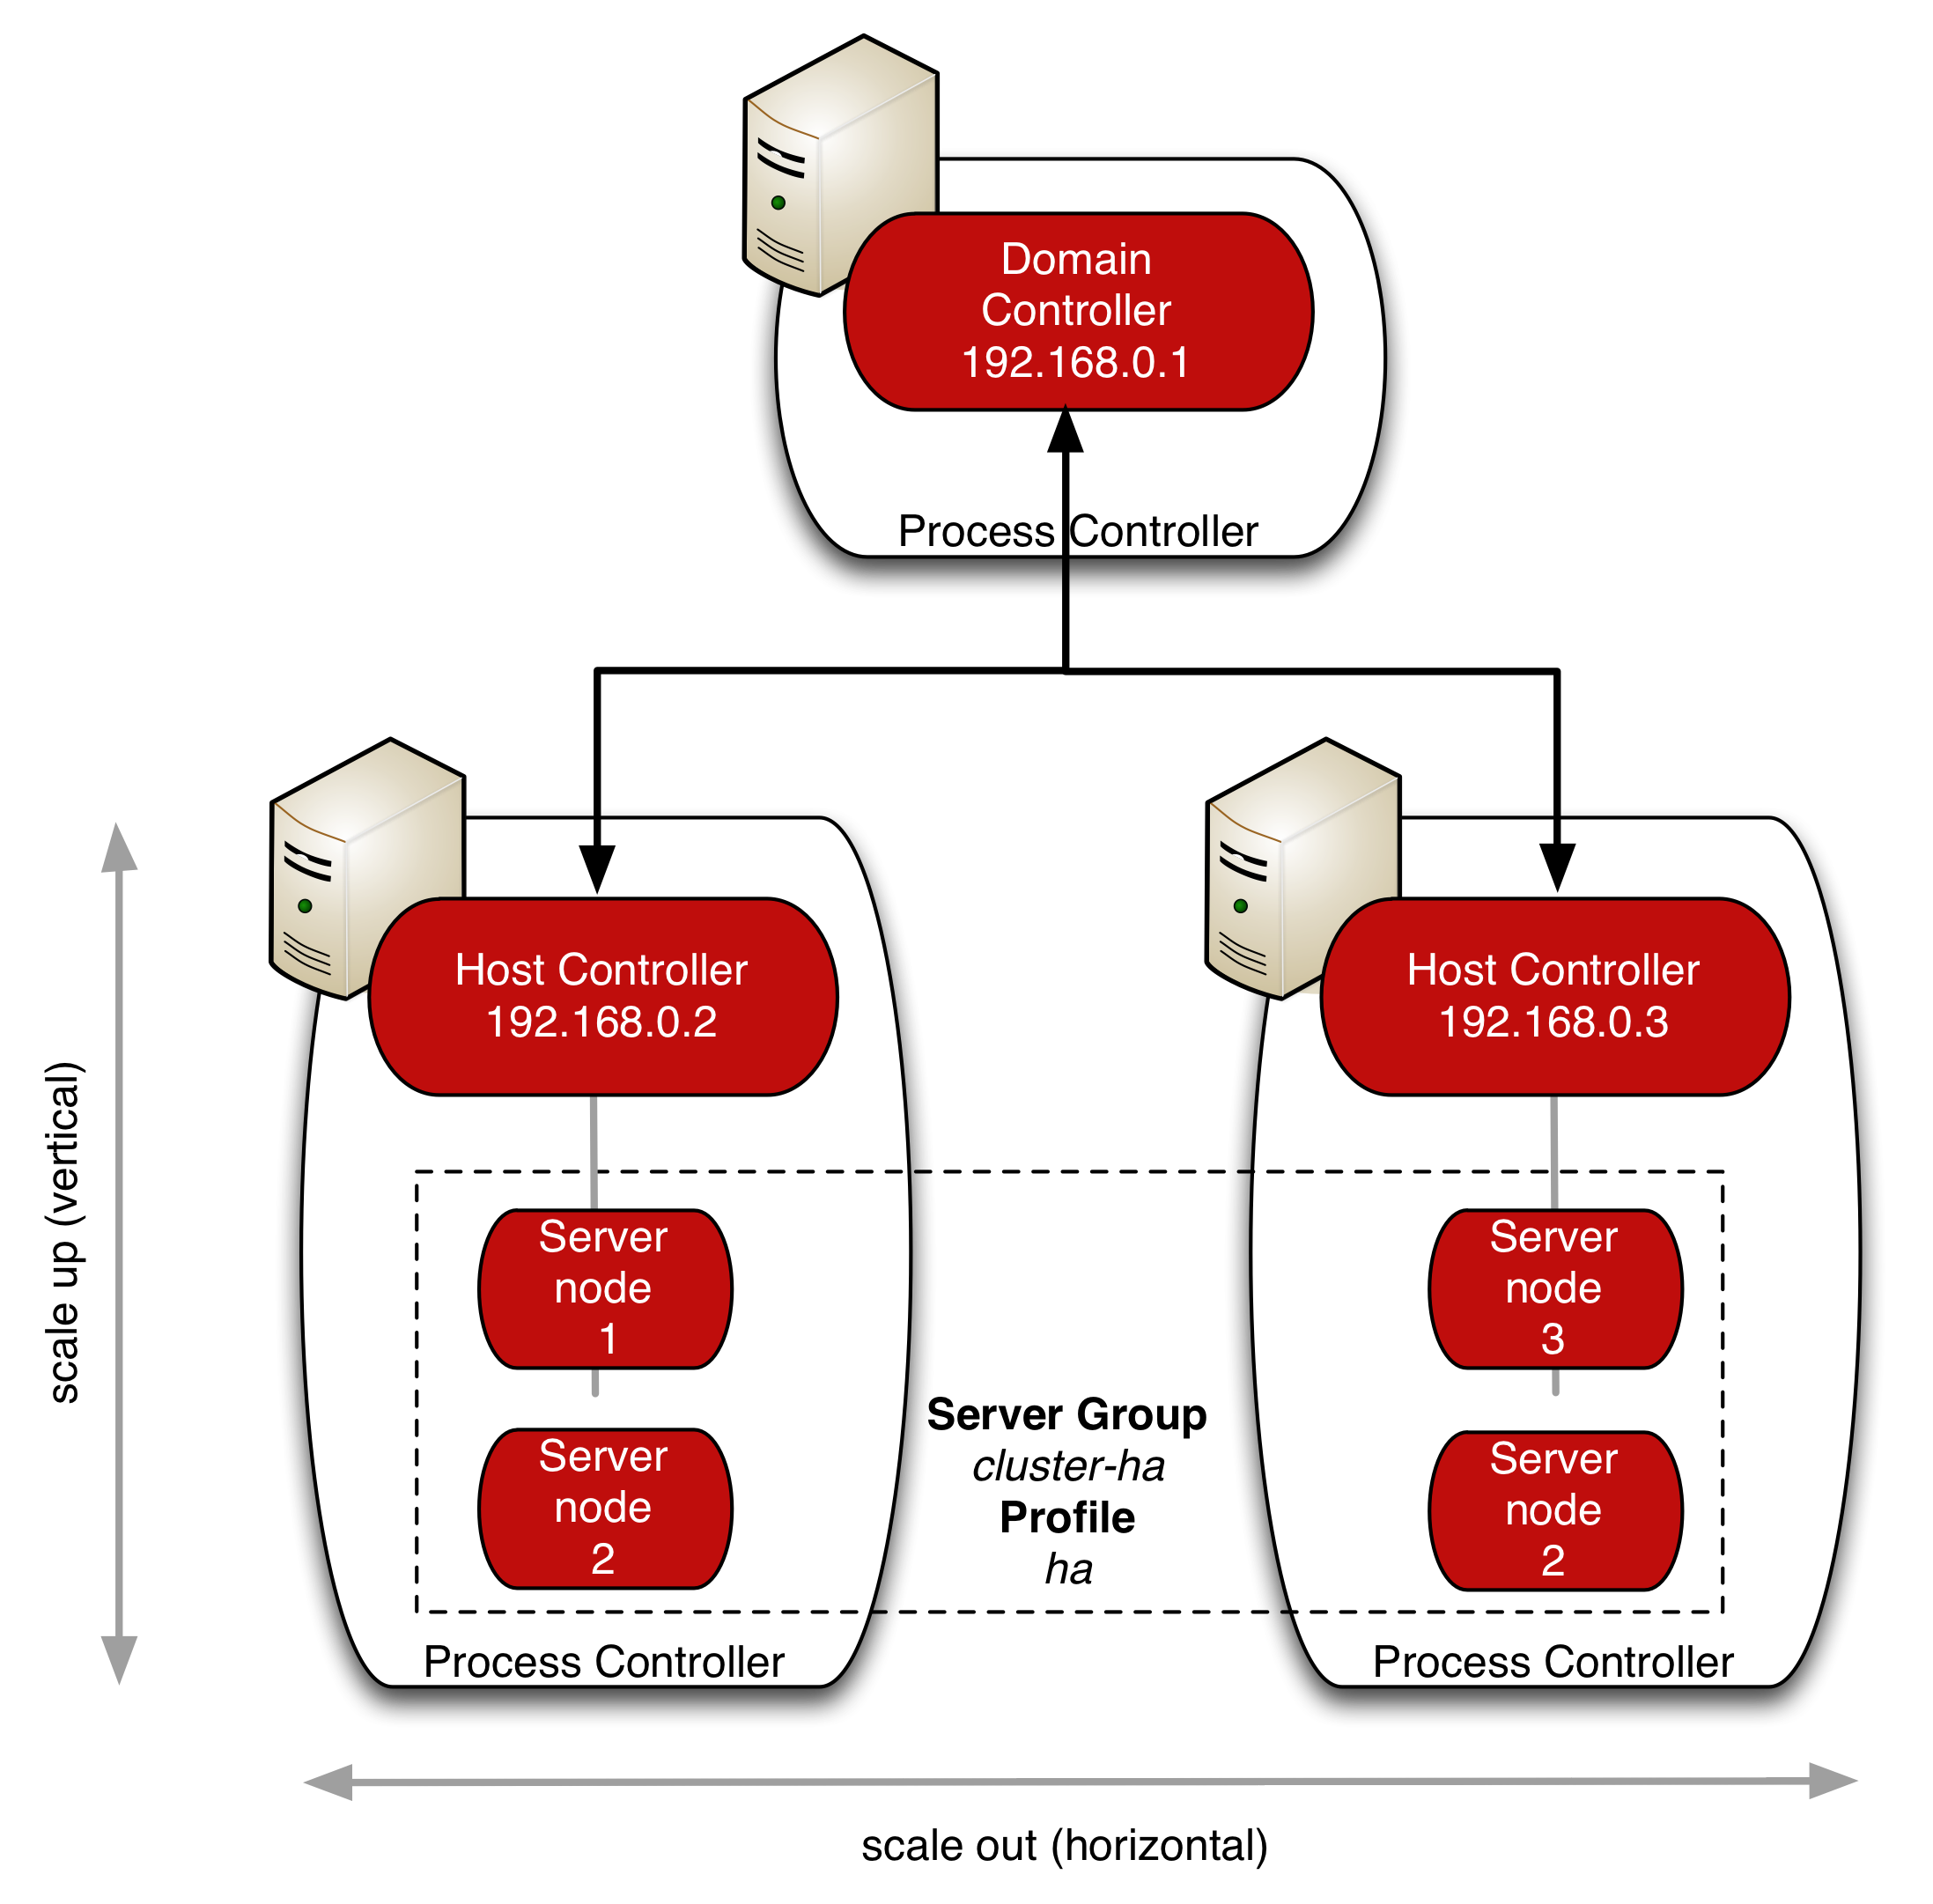 Domain
Controller
192.168.0.1
Process Controller
Host Controller
192.168.0.2
Host Controller
192.168.0.3
scale up (vertical)
Server
node
1
Server
node
3
Server Group
cluster-ha
Profile
ha
Server
node
2
Server
node
2
Process Controller
Process Controller
scale out (horizontal)